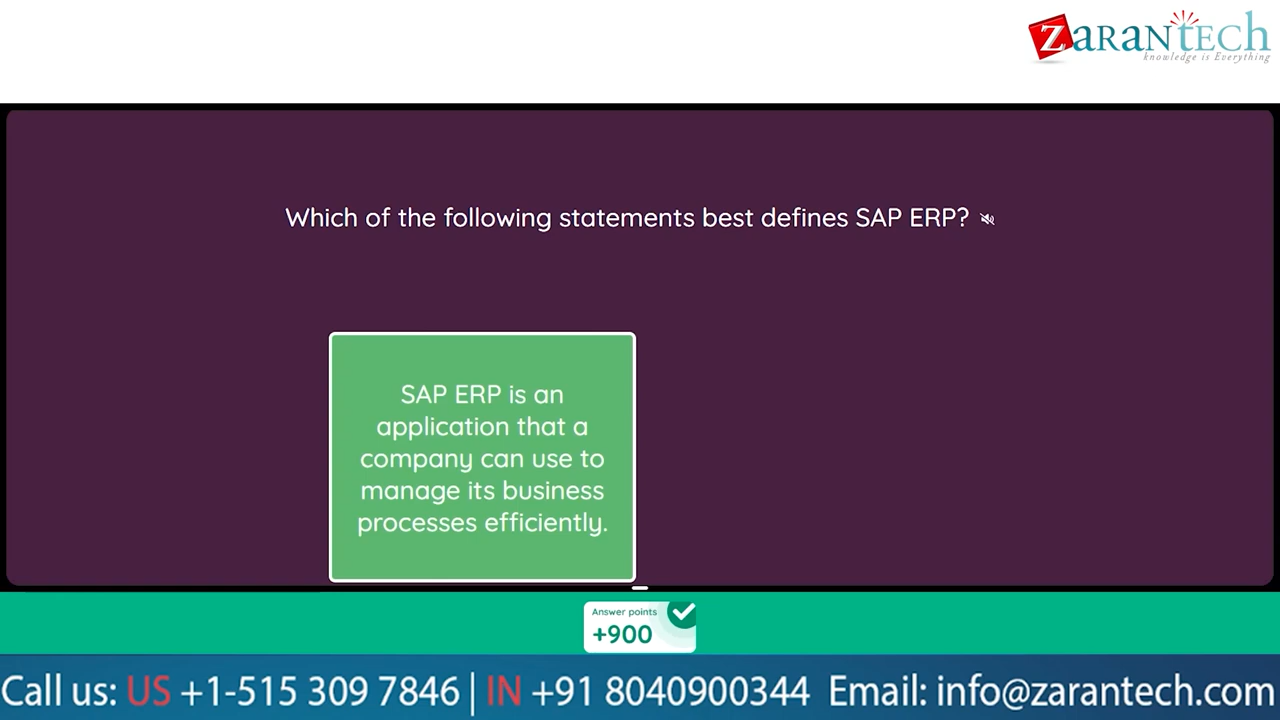 ZARANTECH
knowledge is Everything
Which of the following statements best defines SAP ERP?
SAP ERP is an
application that a
company can use to
manage its business
processes efficiently.
Answer points
+900
Call us: US +1-515 309 7846 | IN +91 8040900344 Email: info@zarantech.com